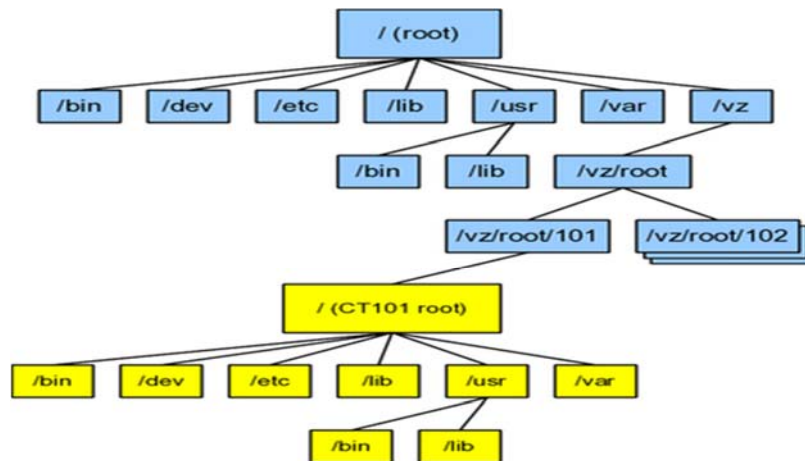 / (root)
/bin
/dev
/etc
/lib
/usr
/var
/vz
/bin
/lib
/vz/root
/vz/root/101
/vz/root/102
/ (CT101 root)
/bin
/dev
/etc
/lib
/usr
/var
/bin
/lib